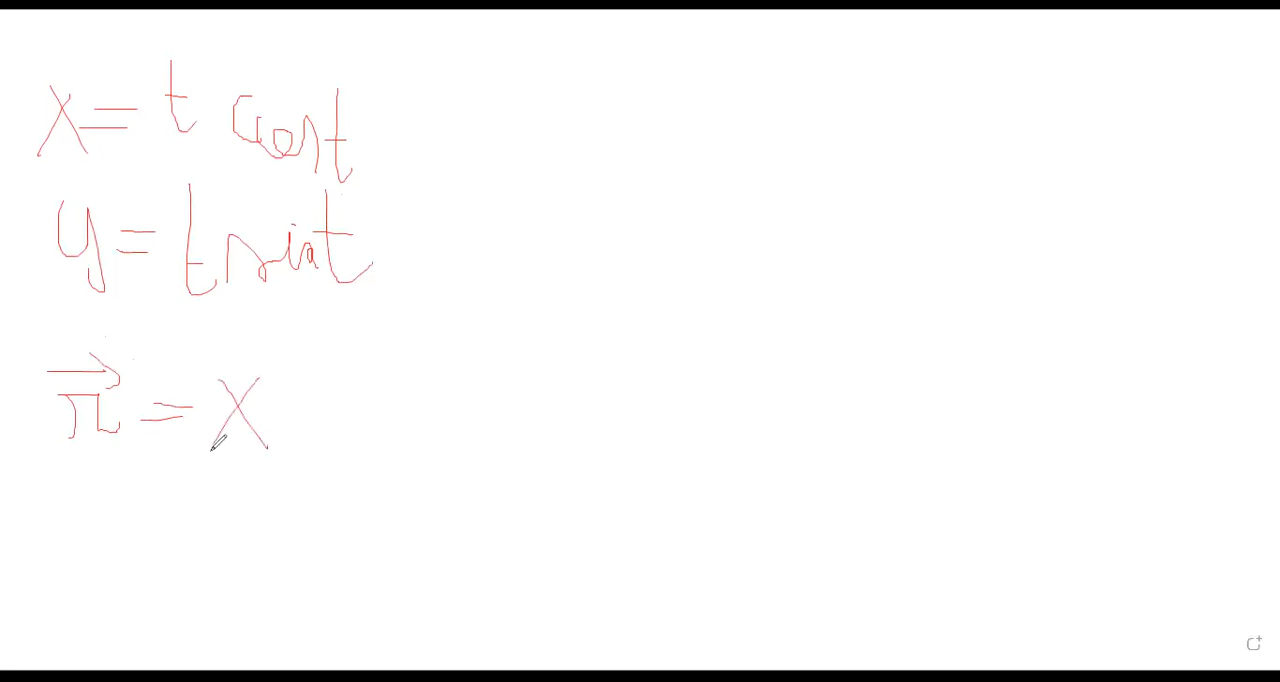 x = t cost
y = t sint
r⃗ = x